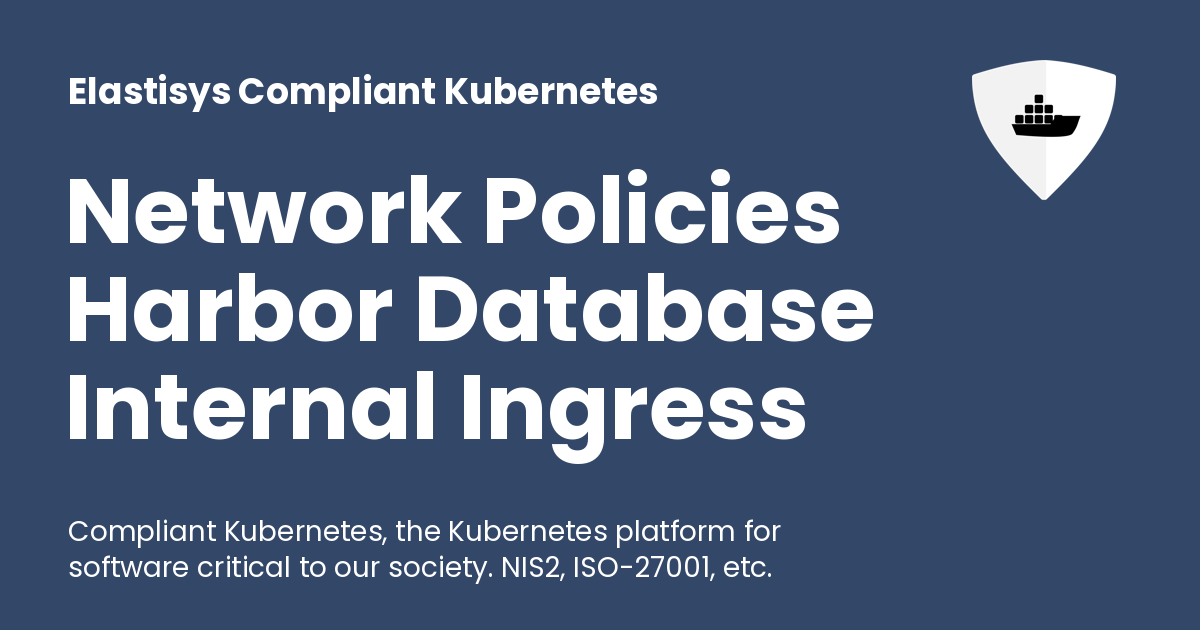 Elastisys Compliant Kubernetes
Network Policies
Harbor Database
Internal Ingress
Compliant Kubernetes, the Kubernetes platform for
software critical to our society. NIS2, ISO-27001, etc.